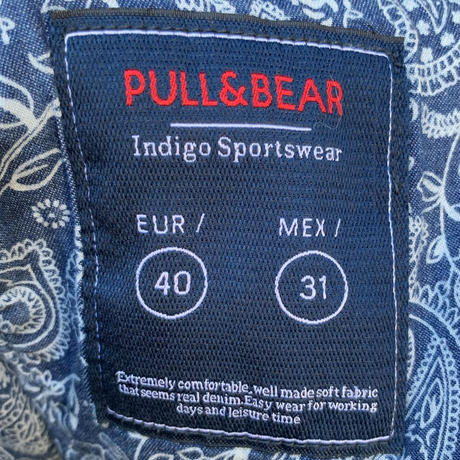 PULL&BEAR
Indigo Sportswear
EUR / MEX /
40 31
Extremely comfortable, well made soft fabric
that seems real denim. Easy wear for working
days and leisure time